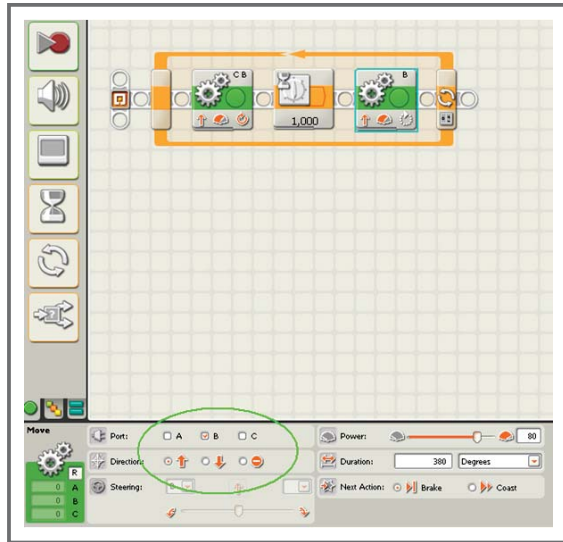 C B
B
1,000
Move
R
0 A
0 B
0 C
Port: A B C
Direction:
Steering:
Power: 80
Duration: 380 Degrees
Next Action: Brake Coast